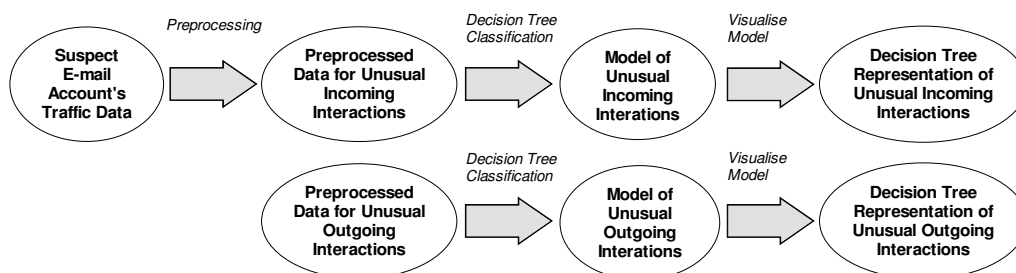 Suspect
E-mail
Account's
Traffic Data
Preprocessing
Preprocessed
Data for Unusual
Incoming
Interactions
Decision Tree
Classification
Model of
Unusual
Incoming
Interations
Visualise
Model
Decision Tree
Representation of
Unusual Incoming
Interactions
Preprocessed
Data for Unusual
Outgoing
Interactions
Decision Tree
Classification
Model of
Unusual
Outgoing
Interations
Visualise
Model
Decision Tree
Representation of
Unusual Outgoing
Interactions